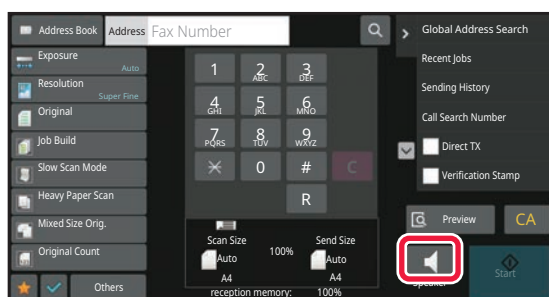 Address Book
Address
Fax Number
Global Address Search
Exposure
Auto
Resolution
Super Fine
Original
Job Build
Slow Scan Mode
Heavy Paper Scan
Mixed Size Orig.
Original Count
Others
1
2
ABC
3
DEF
4
GHI
5
JKL
6
MNO
7
PQRS
8
TUV
9
WXYZ
0
#
C
R
Scan Size
Auto
A4
100%
Send Size
Auto
A4
reception memory: 100%
Recent Jobs
Sending History
Call Search Number
Direct TX
Verification Stamp
Preview
CA
Speaker
Start